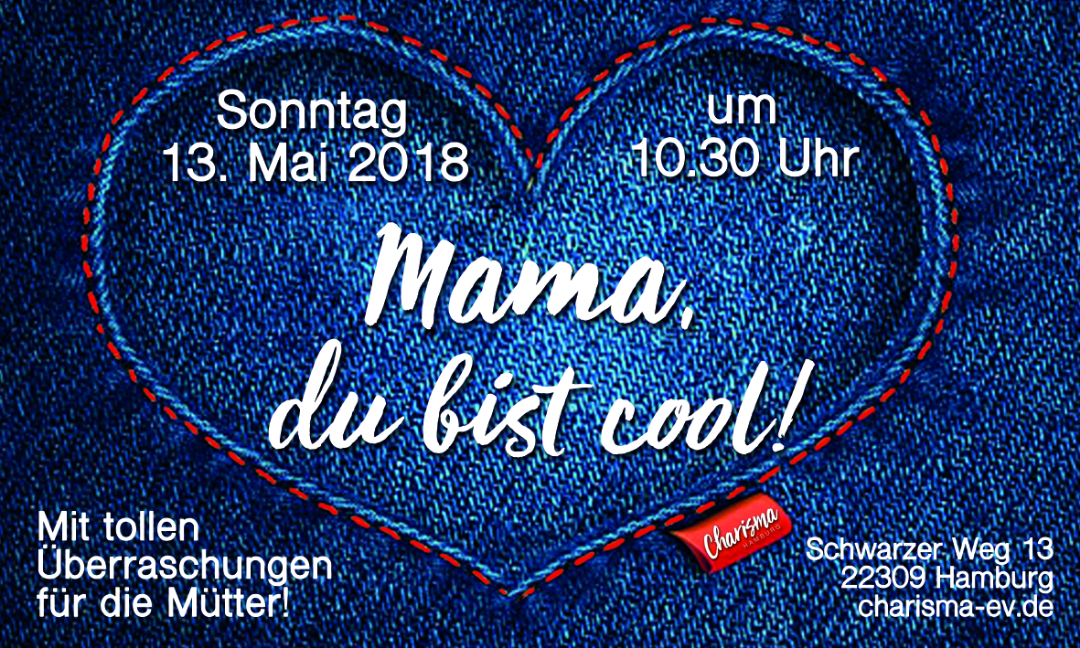 Sonntag
13. Mai 2018
um
10.30 Uhr
Mama,
du bist cool!
Charisma
HAMBURG
Mit tollen
Überraschungen
für die Mütter!
Schwarzer Weg 13
22309 Hamburg
charisma-ev.de